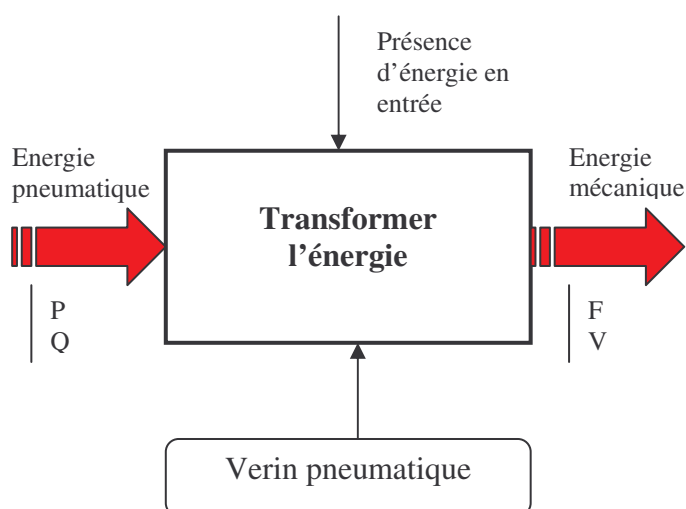 Présence
d’énergie en
entrée
Energie
pneumatique
Transformer
l’énergie
Energie
mécanique
P
Q
F
V
Verin pneumatique